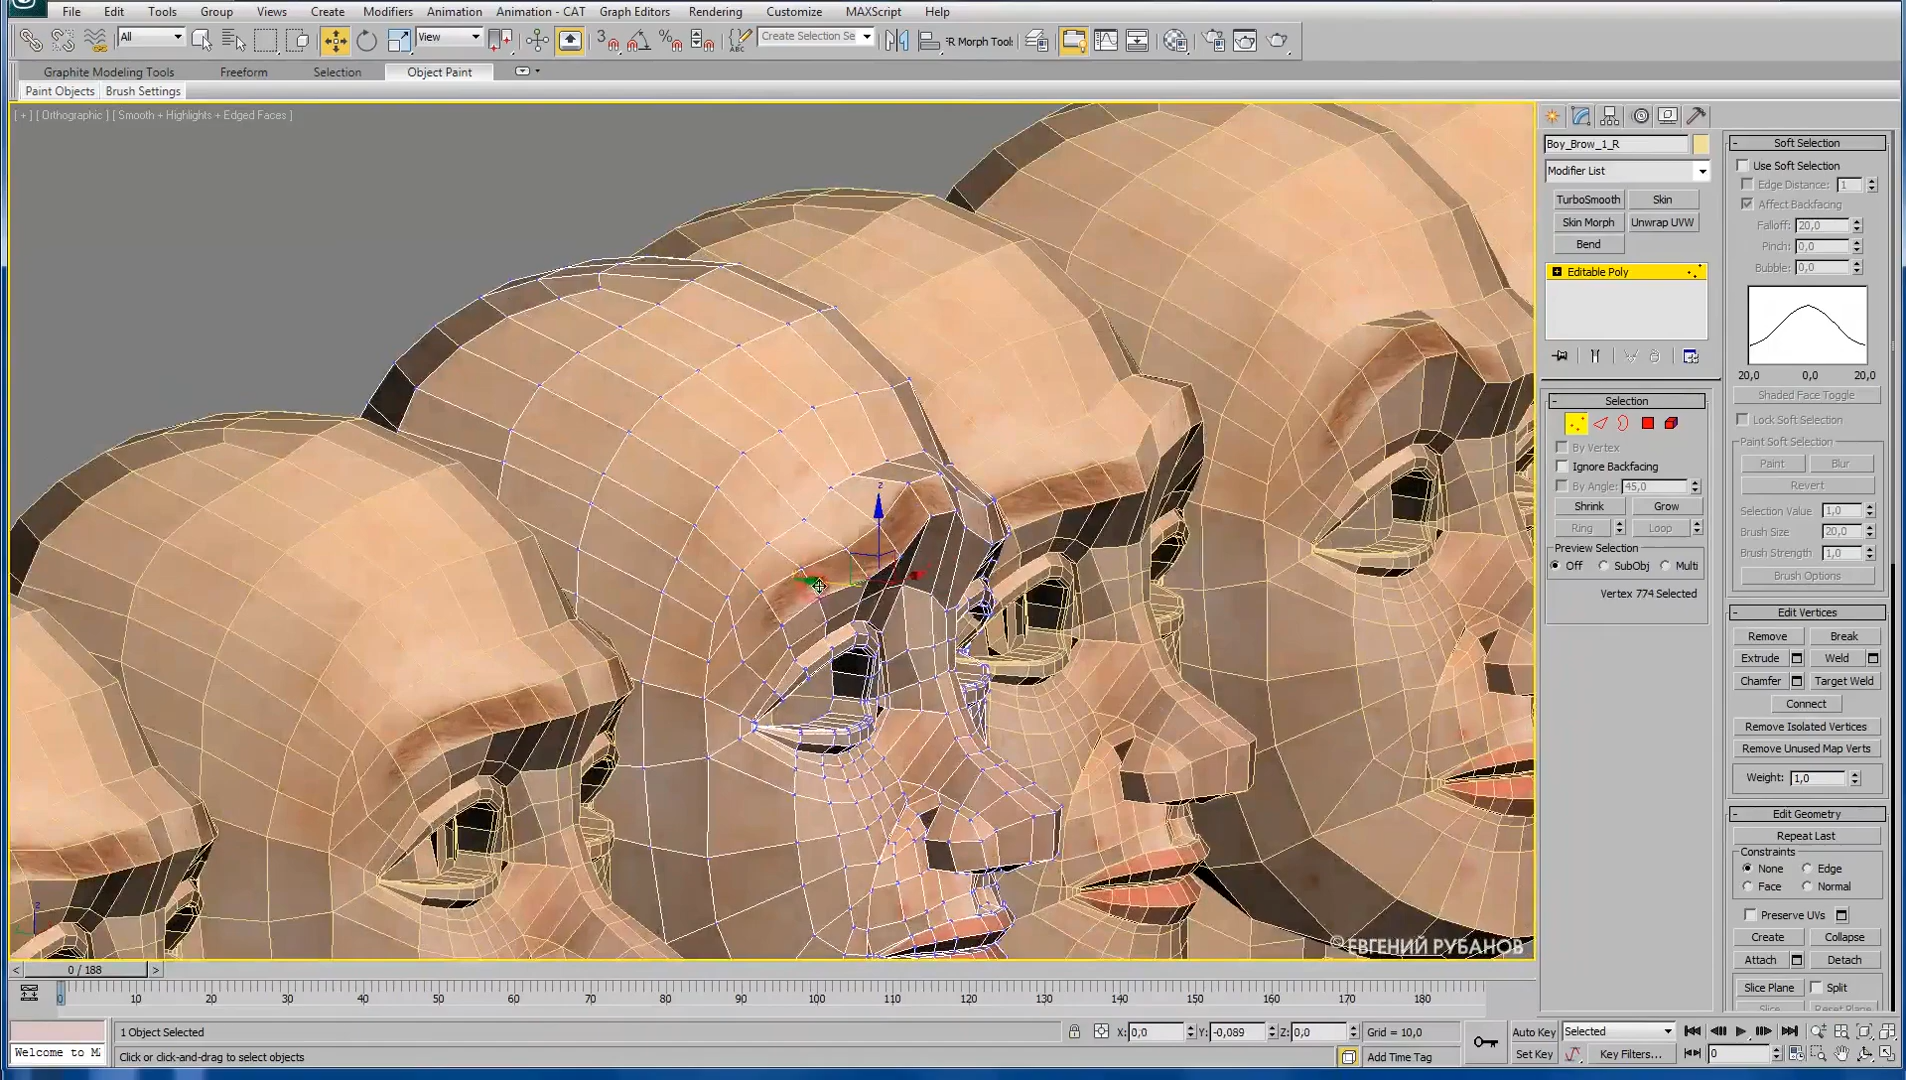 File Edit Tools Group Views Create Modifiers Animation Animation - CAT Graph Editors Rendering Customize MAXScript Help
All View Create Selection Se R Morph Tools
Graphite Modeling Tools Freeform Selection Object Paint
Paint Objects Brush Settings
[ + ] [ Orthographic ] [ Smooth + Highlights + Edged Faces ]
Boy_Brow_1_R
Modifier List
TurboSmooth Skin
Skin Morph Unwrap UVW
Bend
Editable Poly
Selection
By Vertex
Ignore Backfacing
By Angle: 45,0
Shrink Grow
Ring Loop
Preview Selection
Off SubObj Multi
Vertex 774 Selected
Soft Selection
Use Soft Selection
Edge Distance: 1
Affect Backfacing
Falloff: 20,0
Pinch: 0,0
Bubble: 0,0
20,0 0,0 20,0
Shaded Face Toggle
Lock Soft Selection
Paint Soft Selection
Paint Blur
Revert
Selection Value 1,0
Brush Size 20,0
Brush Strength 1,0
Brush Options
Edit Vertices
Remove Break
Extrude Weld
Chamfer Target Weld
Connect
Remove Isolated Vertices
Remove Unused Map Verts
Weight: 1,0
Edit Geometry
Repeat Last
Constraints
None Edge
Face Normal
Preserve UVs
Create Collapse
Attach Detach
Slice Plane Split
Slice Reset Plane
z
z
© ЕВГЕНИЙ РУБАНОВ
< 0 / 188 >
0 10 20 30 40 50 60 70 80 90 100 110 120 130 140 150 160 170 180
1 Object Selected X: 0,0 Y: -0,089 Z: 0,0 Grid = 10,0 Auto Key Selected
Welcome to M Click or click-and-drag to select objects Add Time Tag Set Key Key Filters... 0